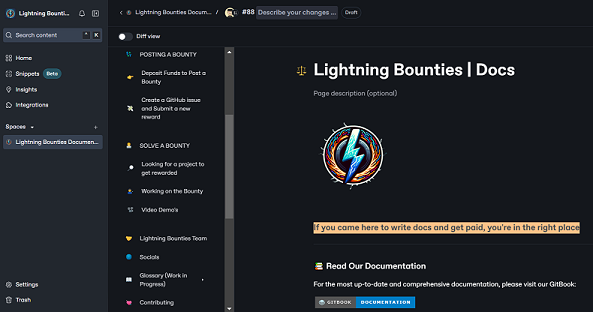 Lightning Bounti...
Lightning Bounties Docum... /
#88 Describe your changes ...
Draft
Search content
^ K
Diff view
Home
Snippets Beta
Insights
Integrations
Spaces
+
Lightning Bounties Documen...
Settings
Trash
POSTING A BOUNTY
Deposit Funds to Post a
Bounty
Create a GitHub issue
and Submit a new
reward
SOLVE A BOUNTY
Looking for a project to
get rewarded
Working on the Bounty
Video Demo's
Lightning Bounties Team
Socials
Glossary (Work in
Progress)
Contributing
Lightning Bounties | Docs
Page description (optional)
If you came here to write docs and get paid, you're in the right place
Read Our Documentation
For the most up-to-date and comprehensive documentation, please visit our GitBook:
GITBOOK DOCUMENTATION